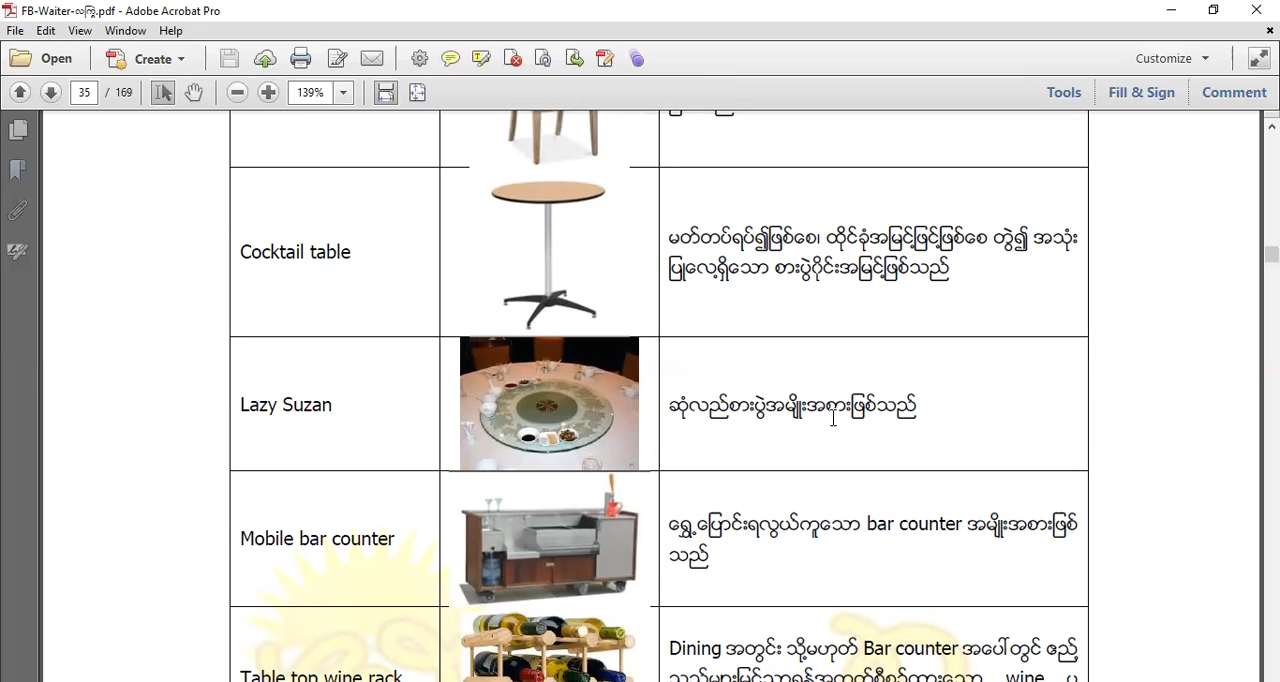 FB-Waiter-လက်စွဲ.pdf - Adobe Acrobat Pro
File Edit View Window Help
Open Create Customize
35 / 169 139% Tools Fill & Sign Comment
Cocktail table
မတ်တပ်ရပ်၍ဖြစ်စေ၊ ထိုင်ခုံအမြင့်ဖြင့်ဖြစ်စေ တွဲ၍ အသုံး
ပြုလေ့ရှိသော စားပွဲဝိုင်းအမြင့်ဖြစ်သည်
Lazy Suzan
ဆုံလည်စားပွဲအမျိုးအစားဖြစ်သည်
Mobile bar counter
ရွှေ့ပြောင်းရလွယ်ကူသော bar counter အမျိုးအစားဖြစ်
သည်
Table top wine rack
Dining အတွင်း သို့မဟုတ် Bar counter အပေါ်တွင် ဧည့်